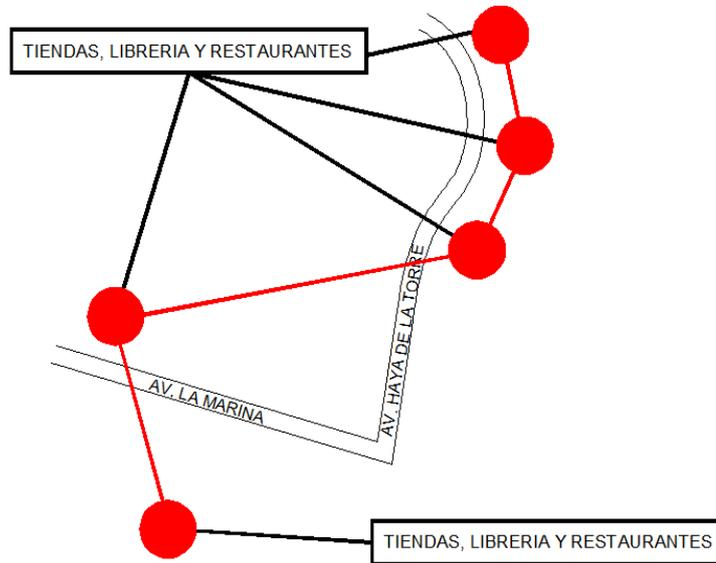 TIENDAS, LIBRERIA Y RESTAURANTES
AV. HAYA DE LA TORRE
AV. LA MARINA
TIENDAS, LIBRERIA Y RESTAURANTES